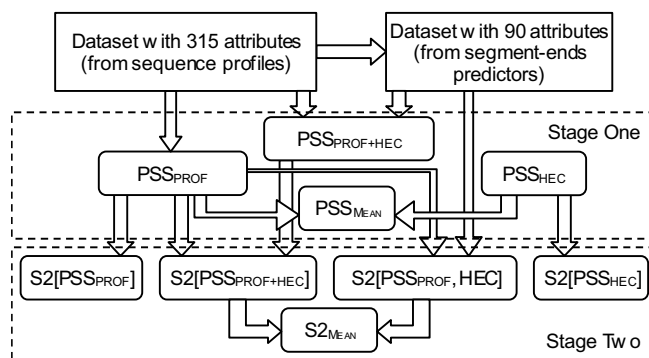 Dataset with 315 attributes
(from sequence profiles)
Dataset with 90 attributes
(from segment-ends
predictors)
Stage One
PSSPROF+HEC
PSSPROF
PSSHEC
PSSMEAN
S2[PSSPROF]
S2[PSSPROF+HEC]
S2[PSSPROF, HEC]
S2[PSSHEC]
S2MEAN
Stage Two